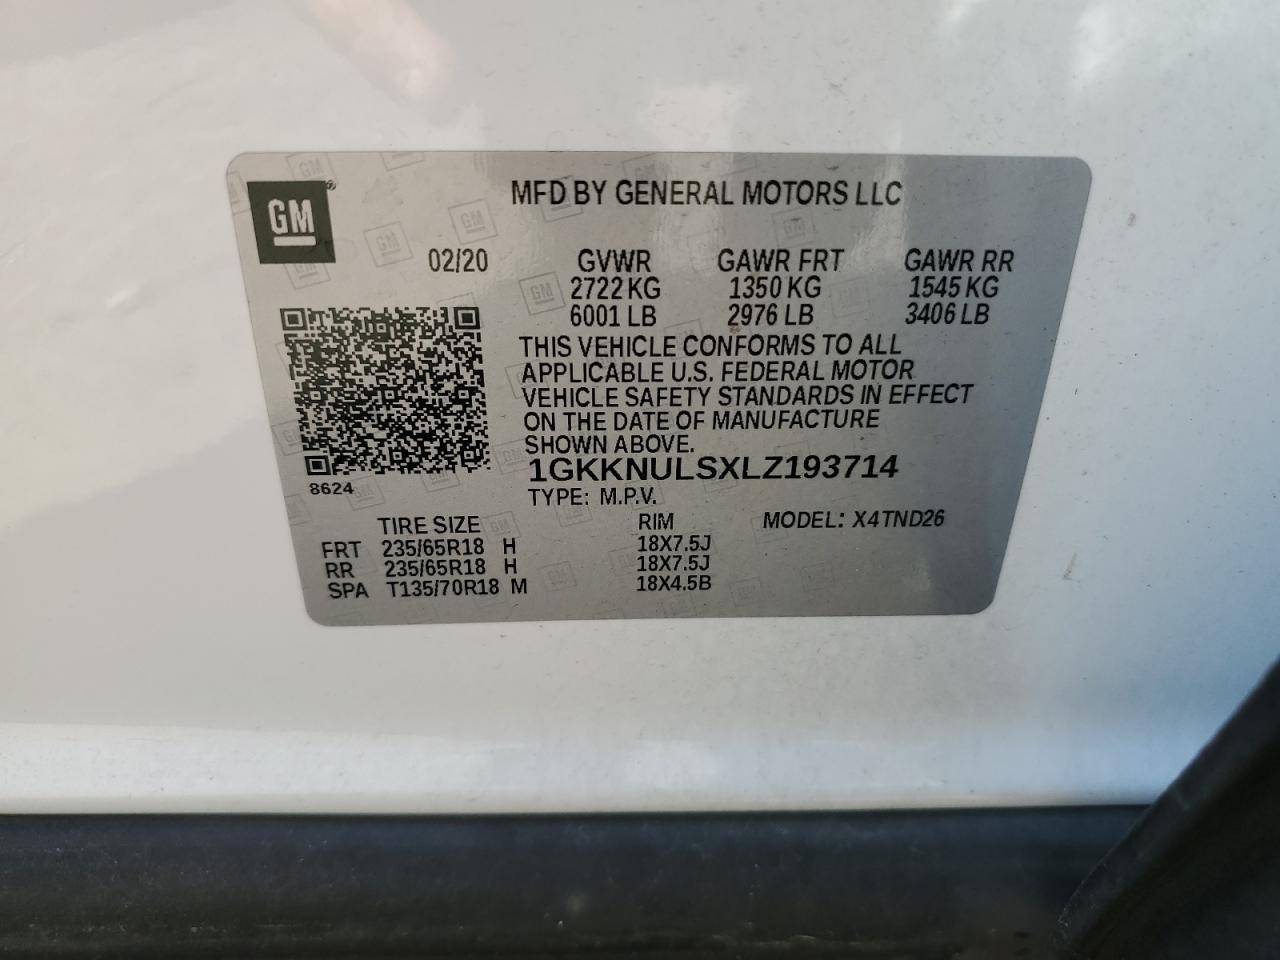 GM
MFD BY GENERAL MOTORS LLC
02/20 GVWR GAWR FRT GAWR RR
2722 KG 1350 KG 1545 KG
6001 LB 2976 LB 3406 LB
THIS VEHICLE CONFORMS TO ALL
APPLICABLE U.S. FEDERAL MOTOR
VEHICLE SAFETY STANDARDS IN EFFECT
ON THE DATE OF MANUFACTURE
SHOWN ABOVE.
1GKKNULSXLZ193714
8624
TYPE: M.P.V.
TIRE SIZE RIM MODEL: X4TND26
FRT 235/65R18 H 18X7.5J
RR 235/65R18 H 18X7.5J
SPA T135/70R18 M 18X4.5B